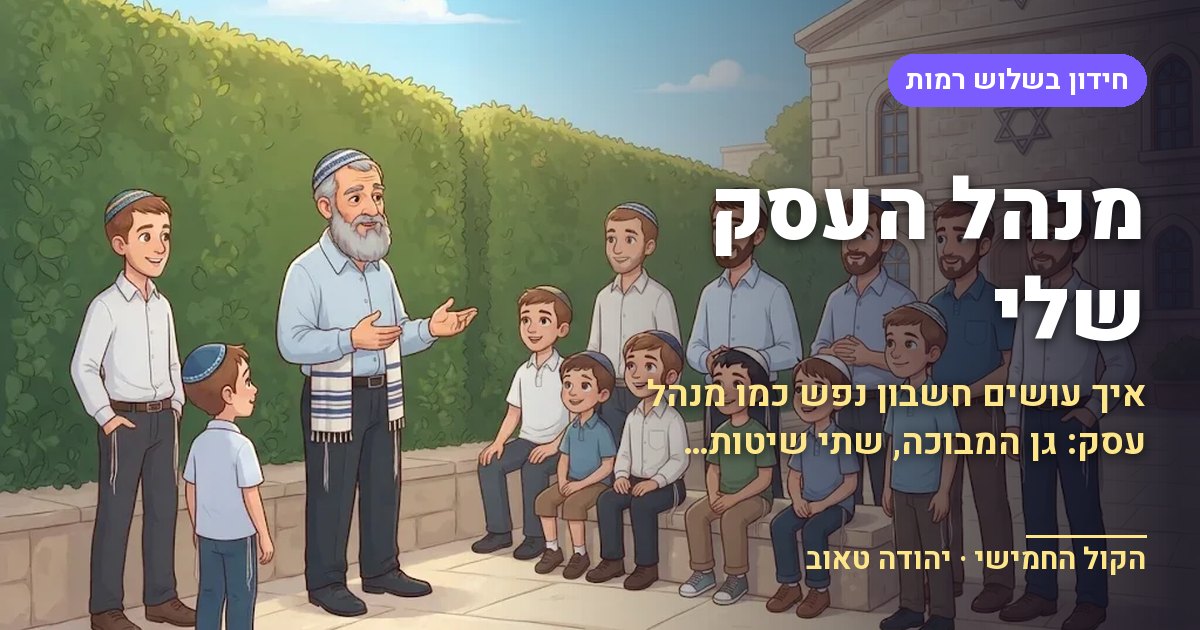 חידון בשלוש רמות
מנהל העסק
שלי
איך עושים חשבון נפש כמו מנהל
עסק: גן המבוכה, שתי שיטות...
הקול החמישי · יהודה טאוב